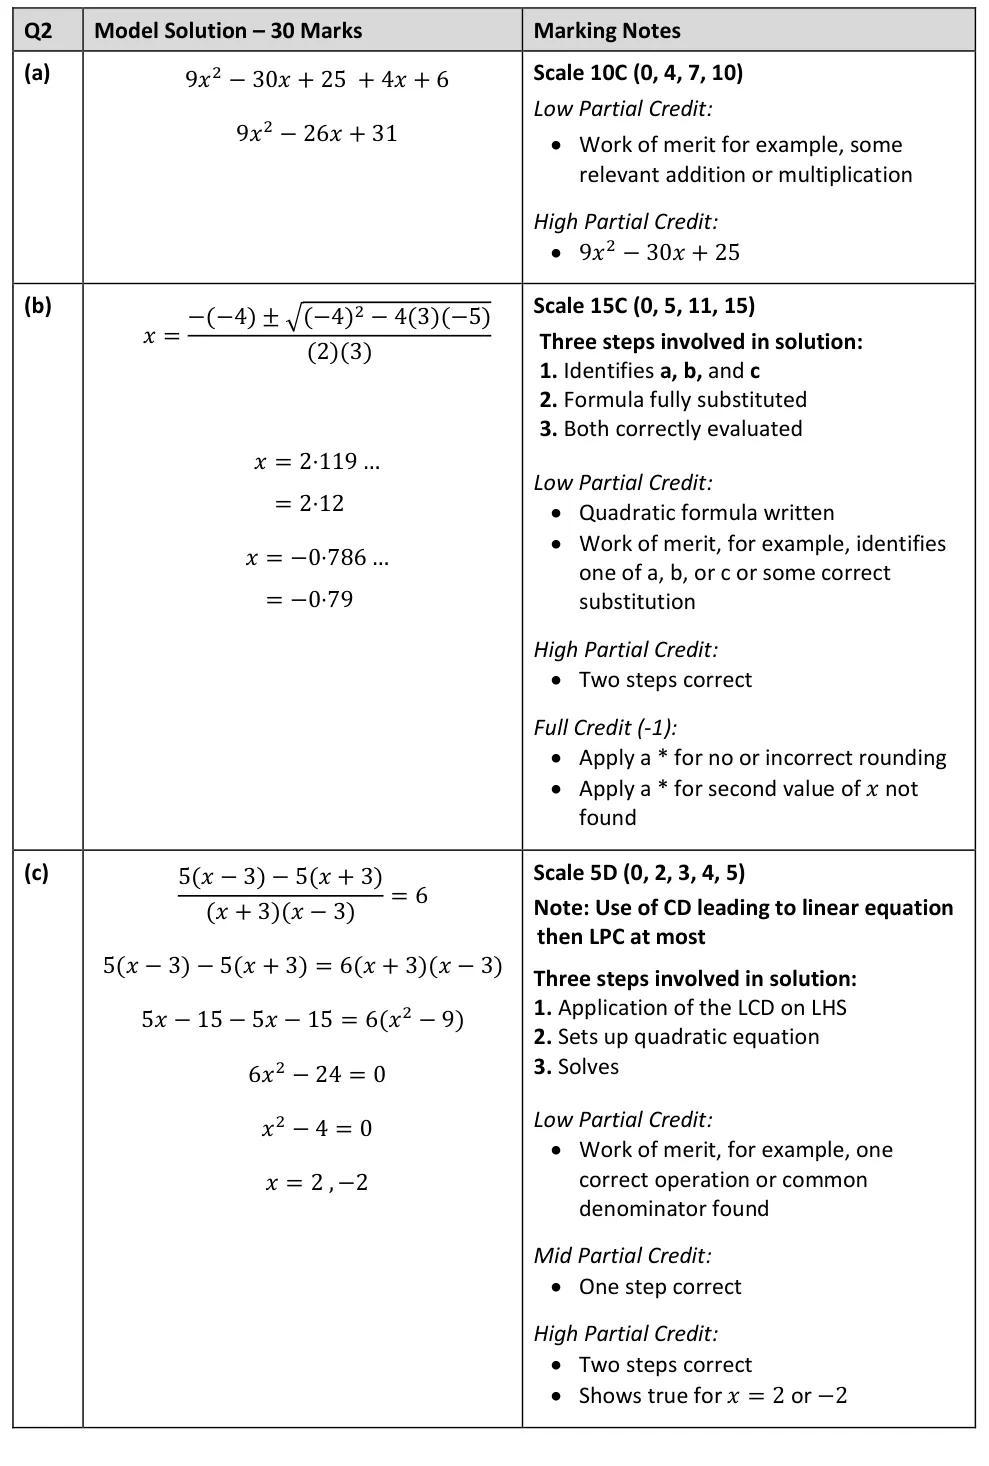 Q2 Model Solution – 30 Marks Marking Notes
(a)
9x² − 30x + 25 + 4x + 6
9x² − 26x + 31
Scale 10C (0, 4, 7, 10)
Low Partial Credit:
• Work of merit for example, some
relevant addition or multiplication
High Partial Credit:
• 9x² − 30x + 25
(b)
x = −(−4) ± √(−4)² − 4(3)(−5)
(2)(3)
x = 2·119 …
= 2·12
x = −0·786 …
= −0·79
Scale 15C (0, 5, 11, 15)
Three steps involved in solution:
1. Identifies a, b, and c
2. Formula fully substituted
3. Both correctly evaluated
Low Partial Credit:
• Quadratic formula written
• Work of merit, for example, identifies
one of a, b, or c or some correct
substitution
High Partial Credit:
• Two steps correct
Full Credit (-1):
• Apply a * for no or incorrect rounding
• Apply a * for second value of x not
found
(c)
5(x − 3) − 5(x + 3)
(x + 3)(x − 3) = 6
5(x − 3) − 5(x + 3) = 6(x + 3)(x − 3)
5x − 15 − 5x − 15 = 6(x² − 9)
6x² − 24 = 0
x² − 4 = 0
x = 2 , −2
Scale 5D (0, 2, 3, 4, 5)
Note: Use of CD leading to linear equation
then LPC at most
Three steps involved in solution:
1. Application of the LCD on LHS
2. Sets up quadratic equation
3. Solves
Low Partial Credit:
• Work of merit, for example, one
correct operation or common
denominator found
Mid Partial Credit:
• One step correct
High Partial Credit:
• Two steps correct
• Shows true for x = 2 or −2